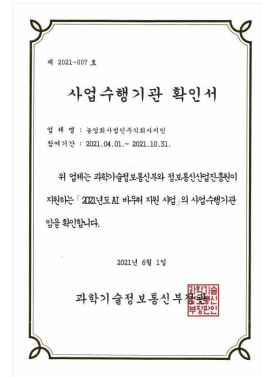 제 2021-007 호
사업수행기관 확인서
업 체 명 : 농업회사법인주식회사지인
참여기간 : 2021.04.01.~ 2021.10.31.
위 업체는 과학기술정보통신부와 정보통신산업진흥원이
지원하는 「2021년도 AI 바우처 지원 사업」의 사업수행기관
임을 확인합니다.
2021년 6월 1일
과학기술정보통신부장관